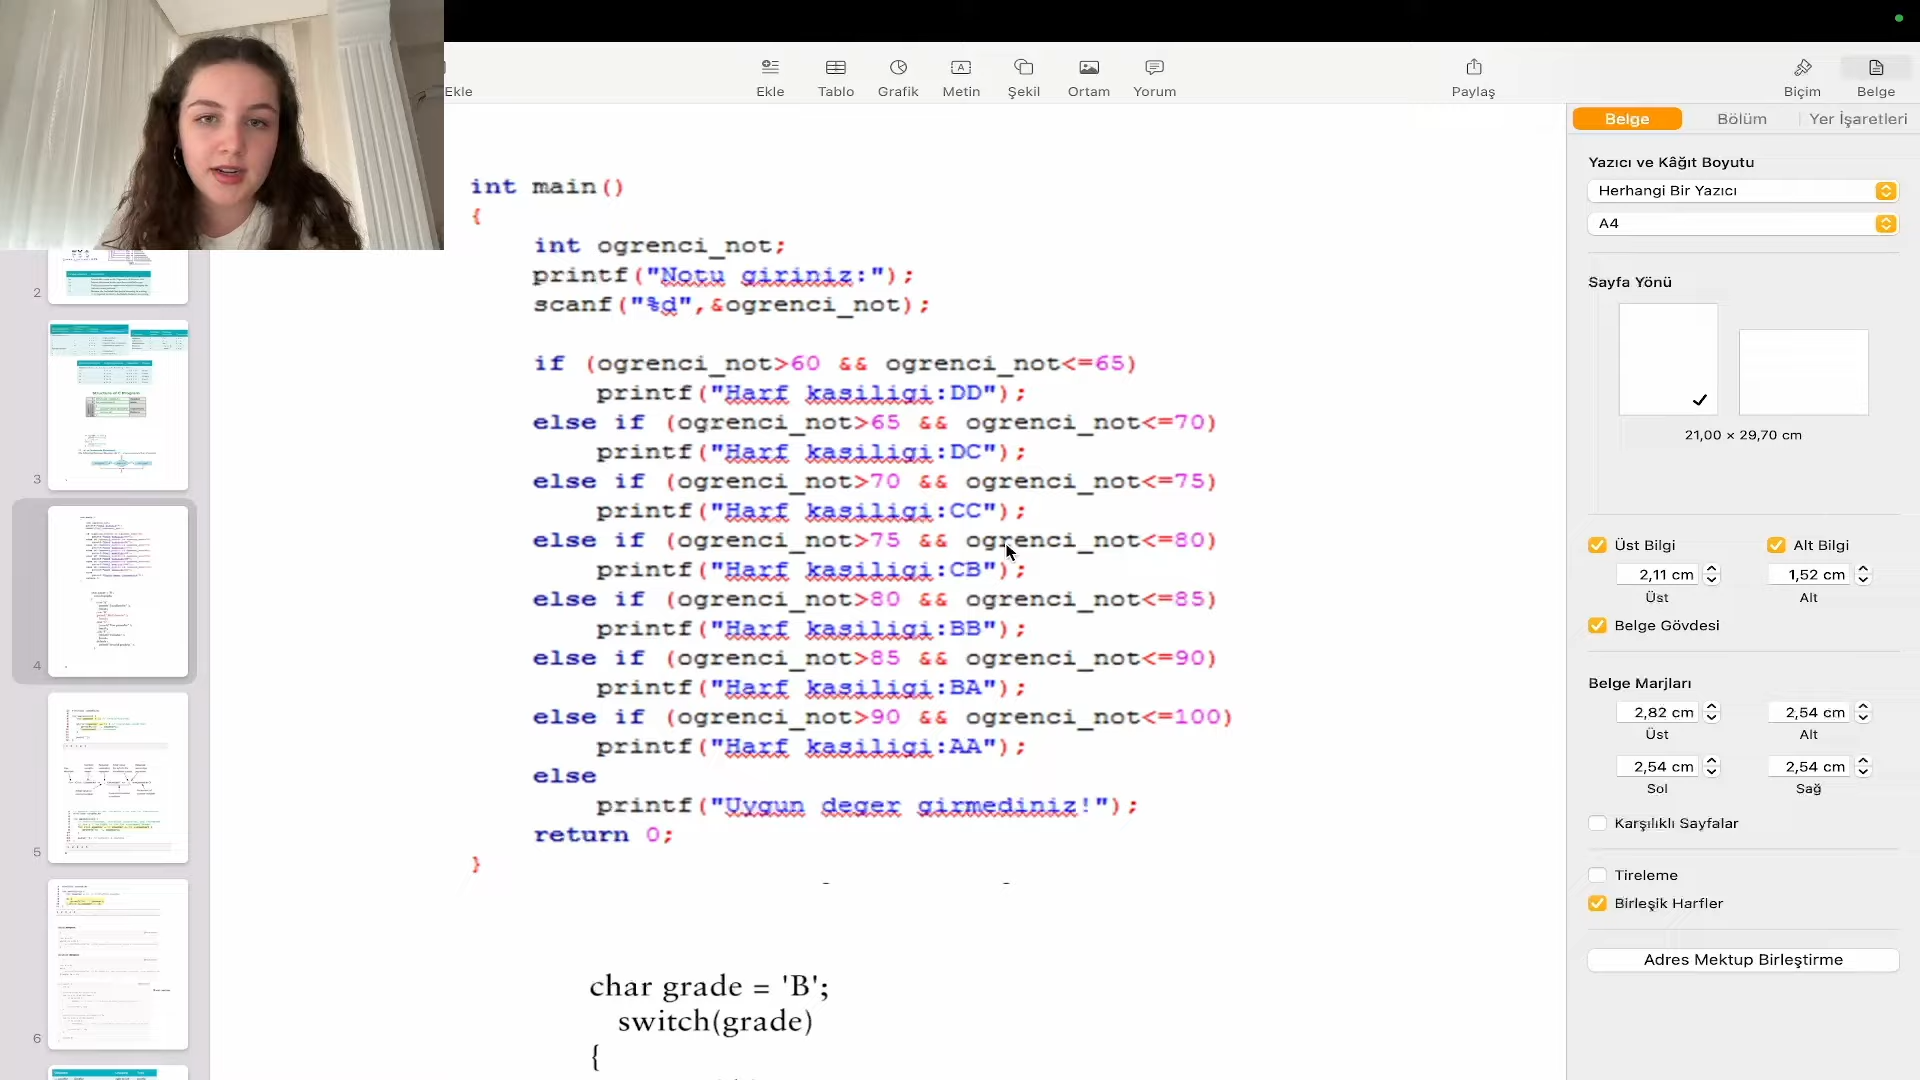 Ekle
Ekle
Tablo
Grafik
Metin
Şekil
Ortam
Yorum
Paylaş
Biçim
Belge
Belge
Bölüm
Yer İşaretleri
int main()
{
int ogrenci_not;
printf("Notu giriniz:");
scanf("%d",&ogrenci_not);
if (ogrenci_not>60 && ogrenci_not<=65)
printf("Harf kasiligi:DD");
else if (ogrenci_not>65 && ogrenci_not<=70)
printf("Harf kasiligi:DC");
else if (ogrenci_not>70 && ogrenci_not<=75)
printf("Harf kasiligi:CC");
else if (ogrenci_not>75 && ogrenci_not<=80)
printf("Harf kasiligi:CB");
else if (ogrenci_not>80 && ogrenci_not<=85)
printf("Harf kasiligi:BB");
else if (ogrenci_not>85 && ogrenci_not<=90)
printf("Harf kasiligi:BA");
else if (ogrenci_not>90 && ogrenci_not<=100)
printf("Harf kasiligi:AA");
else
printf("Uygun deger girmediniz!");
return 0;
}
char grade = 'B';
switch(grade)
{
2
3
4
5
6
Yazıcı ve Kâğıt Boyutu
Herhangi Bir Yazıcı
A4
Sayfa Yönü
21,00 × 29,70 cm
Üst Bilgi
Alt Bilgi
2,11 cm
1,52 cm
Üst
Alt
Belge Gövdesi
Belge Marjları
2,82 cm
2,54 cm
Üst
Alt
2,54 cm
2,54 cm
Sol
Sağ
Karşılıklı Sayfalar
Tireleme
Birleşik Harfler
Adres Mektup Birleştirme